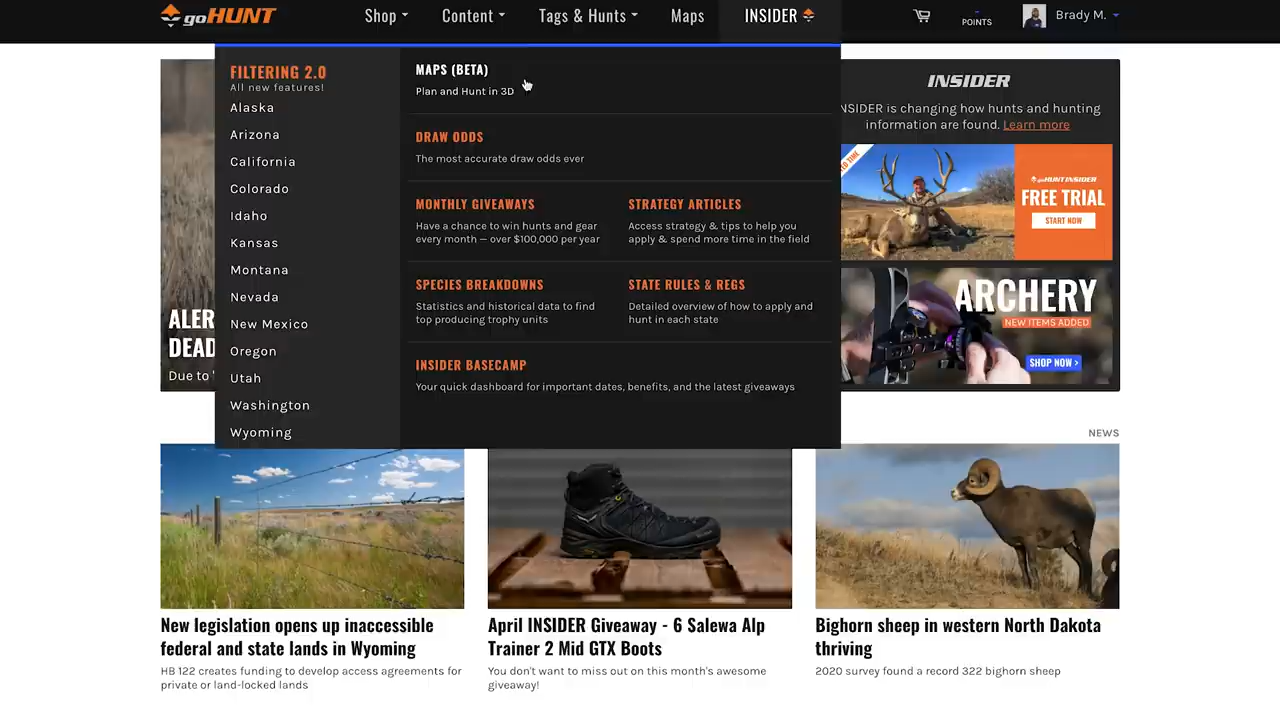 goHUNT
Shop
Content
Tags & Hunts
Maps
INSIDER
POINTS
Brady M.
FILTERING 2.0
All new features!
Alaska
Arizona
California
Colorado
Idaho
Kansas
Montana
Nevada
New Mexico
Oregon
Utah
Washington
Wyoming
MAPS (BETA)
Plan and Hunt in 3D
DRAW ODDS
The most accurate draw odds ever
MONTHLY GIVEAWAYS
Have a chance to win hunts and gear
every month — over $100,000 per year
STRATEGY ARTICLES
Access strategy & tips to help you
apply & spend more time in the field
SPECIES BREAKDOWNS
Statistics and historical data to find
top producing trophy units
STATE RULES & REGS
Detailed overview of how to apply and
hunt in each state
INSIDER BASECAMP
Your quick dashboard for important dates, benefits, and the latest giveaways
ALER
DEAD
Due to
INSIDER
NSIDER is changing how hunts and hunting
information are found. Learn more
TIME
goHUNT INSIDER
FREE TRIAL
START NOW
ARCHERY
NEW ITEMS ADDED
SHOP NOW >
NEWS
New legislation opens up inaccessible
federal and state lands in Wyoming
HB 122 creates funding to develop access agreements for
private or land-locked lands
April INSIDER Giveaway - 6 Salewa Alp
Trainer 2 Mid GTX Boots
You don't want to miss out on this month's awesome
giveaway!
Bighorn sheep in western North Dakota
thriving
2020 survey found a record 322 bighorn sheep